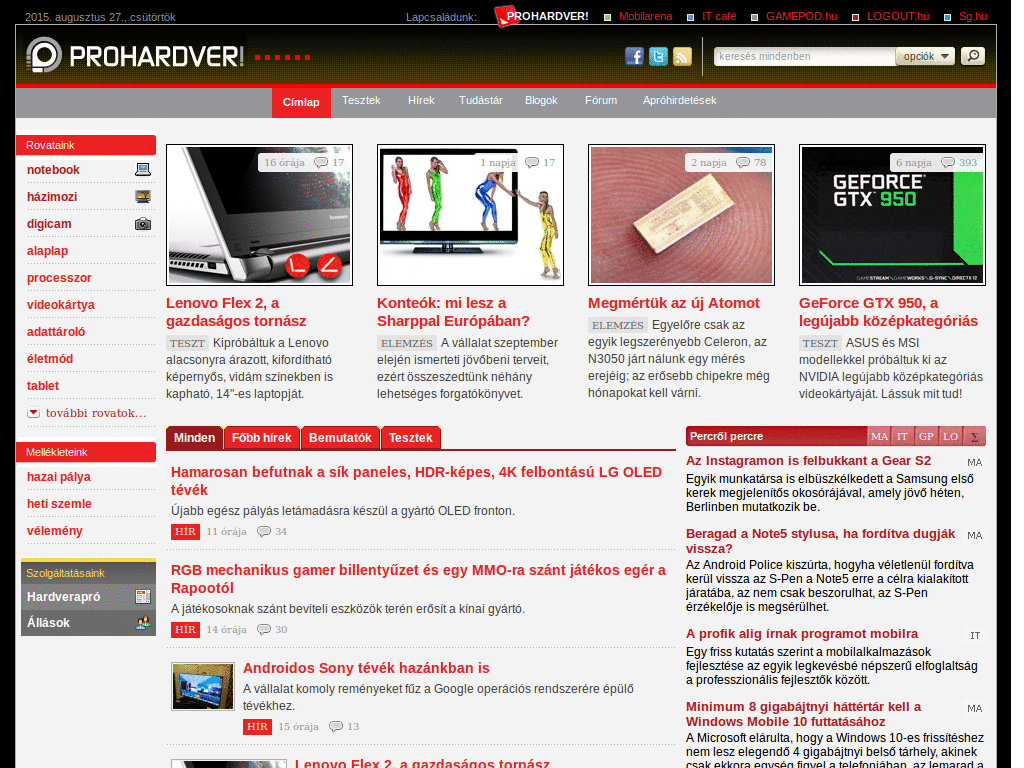 2015. augusztus 27., csütörtök
Lapcsaládunk:
PROHARDVER!
Mobilarena
IT café
GAMEPOD.hu
LOGOUT.hu
Sg.hu
PROHARDVER!
keresés mindenben
opciók
Címlap
Tesztek
Hírek
Tudástár
Blogok
Fórum
Apróhirdetések
Rovataink
notebook
házimozi
digicam
alaplap
processzor
videokártya
adattároló
életmód
tablet
további rovatok...
Mellékleteink
hazai pálya
heti szemle
vélemény
Szolgáltatásaink
Hardverapró
Állások
16 órája 17
Lenovo Flex 2, a
gazdaságos tornász
TESZT Kipróbáltuk a Lenovo
alacsonyra árazott, kifordítható
képernyős, vidám színekben is
kapható, 14"-es laptopját.
1 napja 17
Konteók: mi lesz a
Sharppal Európában?
ELEMZÉS A vállalat szeptember
elején ismerteti jövőbeni terveit,
ezért összeszedtünk néhány
lehetséges forgatókönyvet.
2 napja 78
Megmértük az új Atomot
ELEMZÉS Egyelőre csak az
egyik legszerényebb Celeron, az
N3050 járt nálunk egy mérés
erejéig; az erősebb chipekre még
hónapokat kell várni.
6 napja 393
GEFORCE
GTX 950
GAMESTREAM GAMEWORKS G-SYNC DIRECTX 12
GeForce GTX 950, a
legújabb középkategóriás
TESZT ASUS és MSI
modellekkel próbáltuk ki az
NVIDIA legújabb középkategóriás
videokártyáját. Lássuk mit tud!
Minden
Főbb hírek
Bemutatók
Tesztek
Hamarosan befutnak a sík paneles, HDR-képes, 4K felbontású LG OLED
tévék
Újabb egész pályás letámadásra készül a gyártó OLED fronton.
HÍR 11 órája 34
RGB mechanikus gamer billentyűzet és egy MMO-ra szánt játékos egér a
Rapootól
A játékosoknak szánt beviteli eszközök terén erősít a kínai gyártó.
HÍR 14 órája 30
Androidos Sony tévék hazánkban is
A vállalat komoly reményeket fűz a Google operációs rendszerére épülő
tévékhez.
HÍR 15 órája 13
Lenovo Flex 2, a gazdaságos tornász
Percről percre
MA IT GP LO Σ
Az Instagramon is felbukkant a Gear S2
MA
Egyik munkatársa is elbüszkélkedett a Samsung első
kerek megjelenítős okosórájával, amely jövő héten,
Berlinben mutatkozik be.
Beragad a Note5 stylusa, ha fordítva dugják
vissza?
MA
Az Android Police kiszúrta, hogyha véletlenül fordítva
kerül vissza az S-Pen a Note5 erre a célra kialakított
járatába, az nem csak beszorulhat, az S-Pen
érzékelője is megsérülhet.
A profik alig írnak programot mobilra
IT
Egy friss kutatás szerint a mobilalkalmazások
fejlesztése az egyik legkevésbé népszerű elfoglaltság
a professzionális fejlesztők között.
Minimum 8 gigabájtnyi háttértár kell a
Windows Mobile 10 futtatásához
MA
A Microsoft elárulta, hogy a Windows 10-es frissítéshez
nem lesz elegendő 4 gigabájtnyi belső tárhely, akinek
csak ekkora egység figyel a telefonjában, az lemarad a